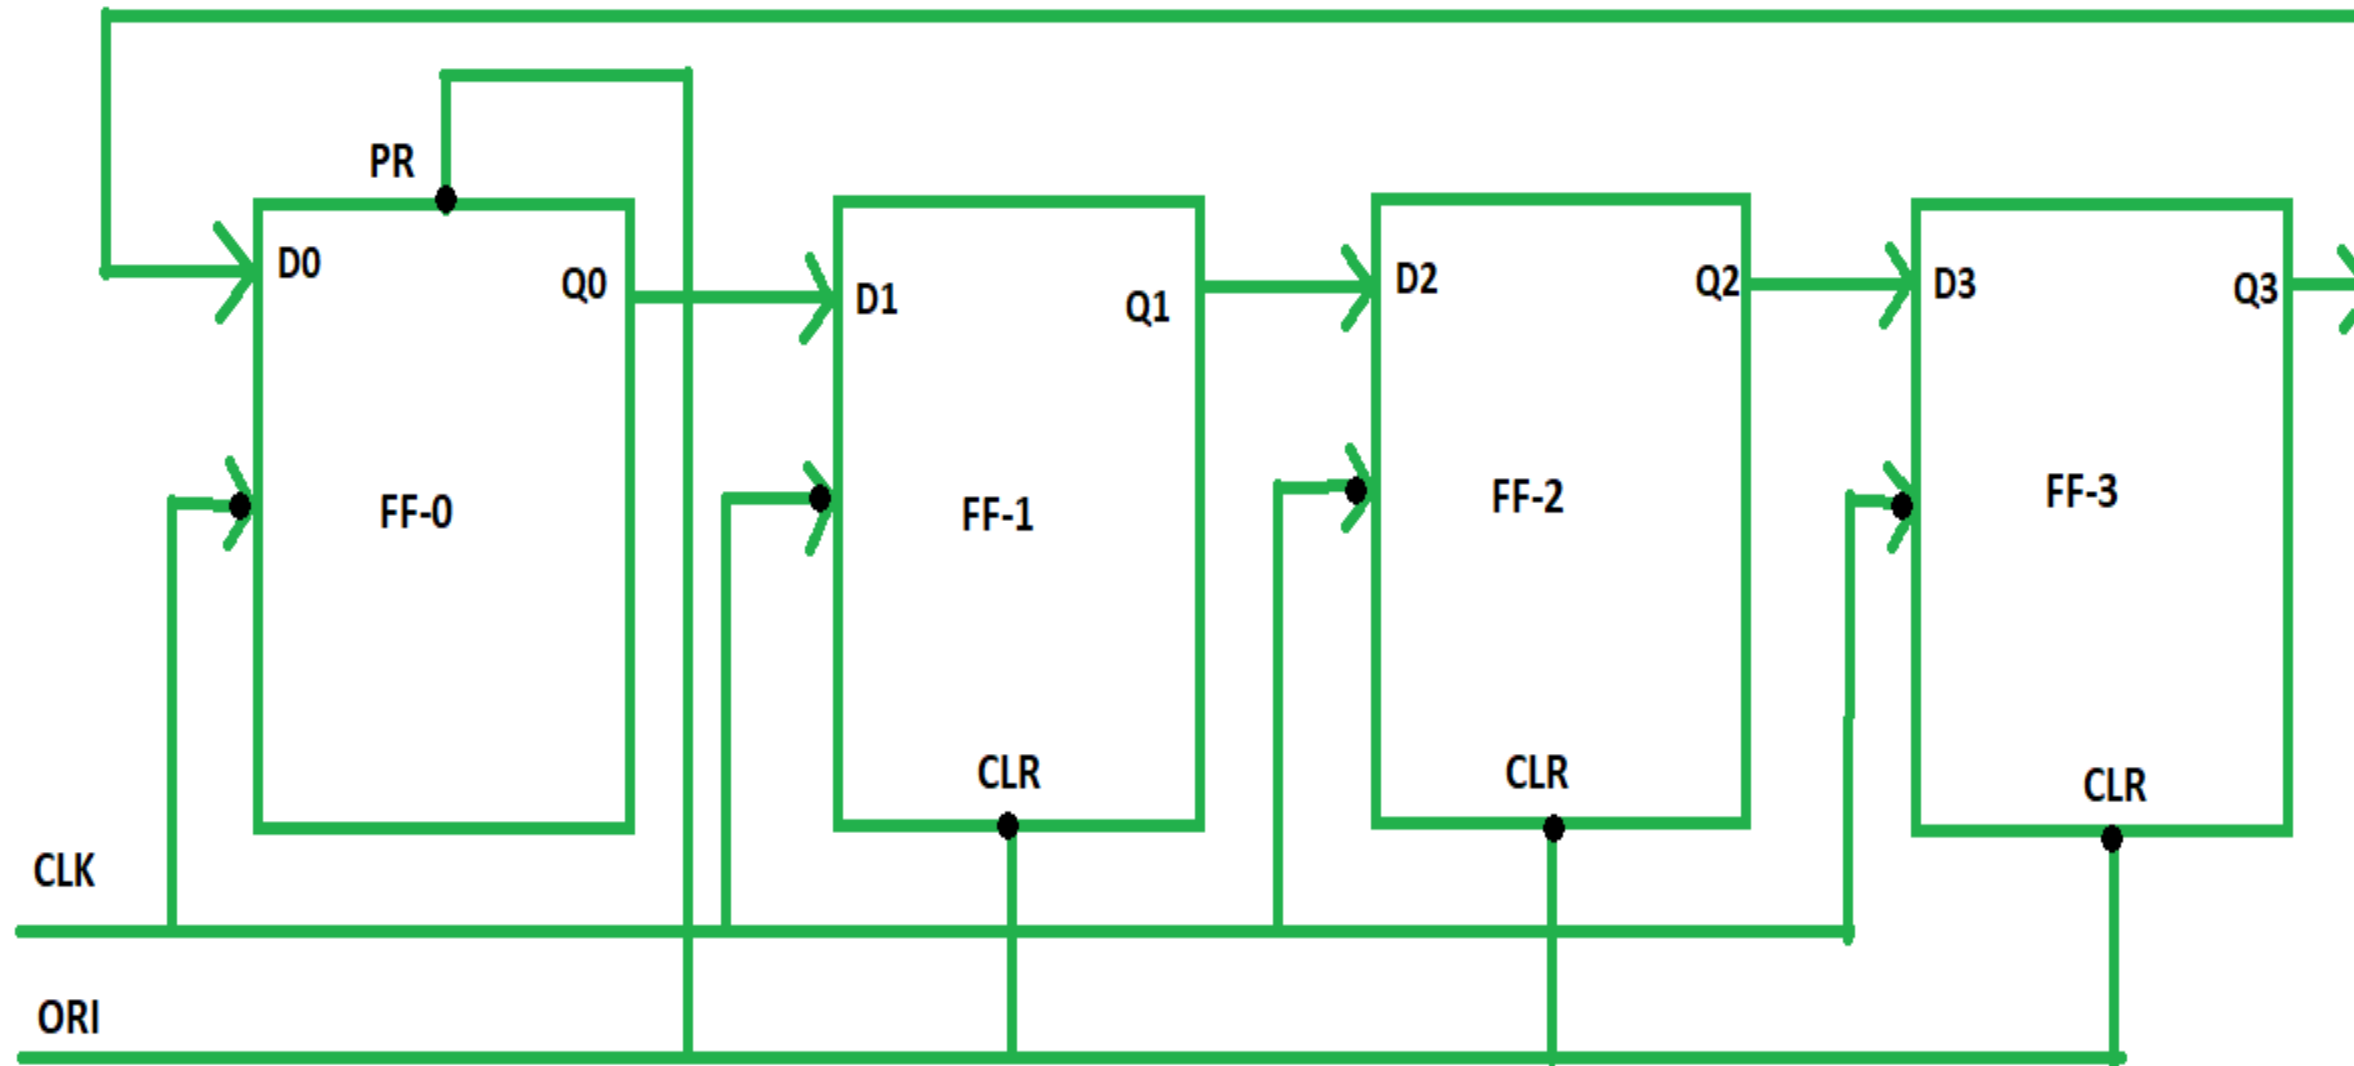 PR
D0
Q0
D1
Q1
D2
Q2
D3
Q3
FF-0
FF-1
FF-2
FF-3
CLR
CLR
CLR
CLK
ORI